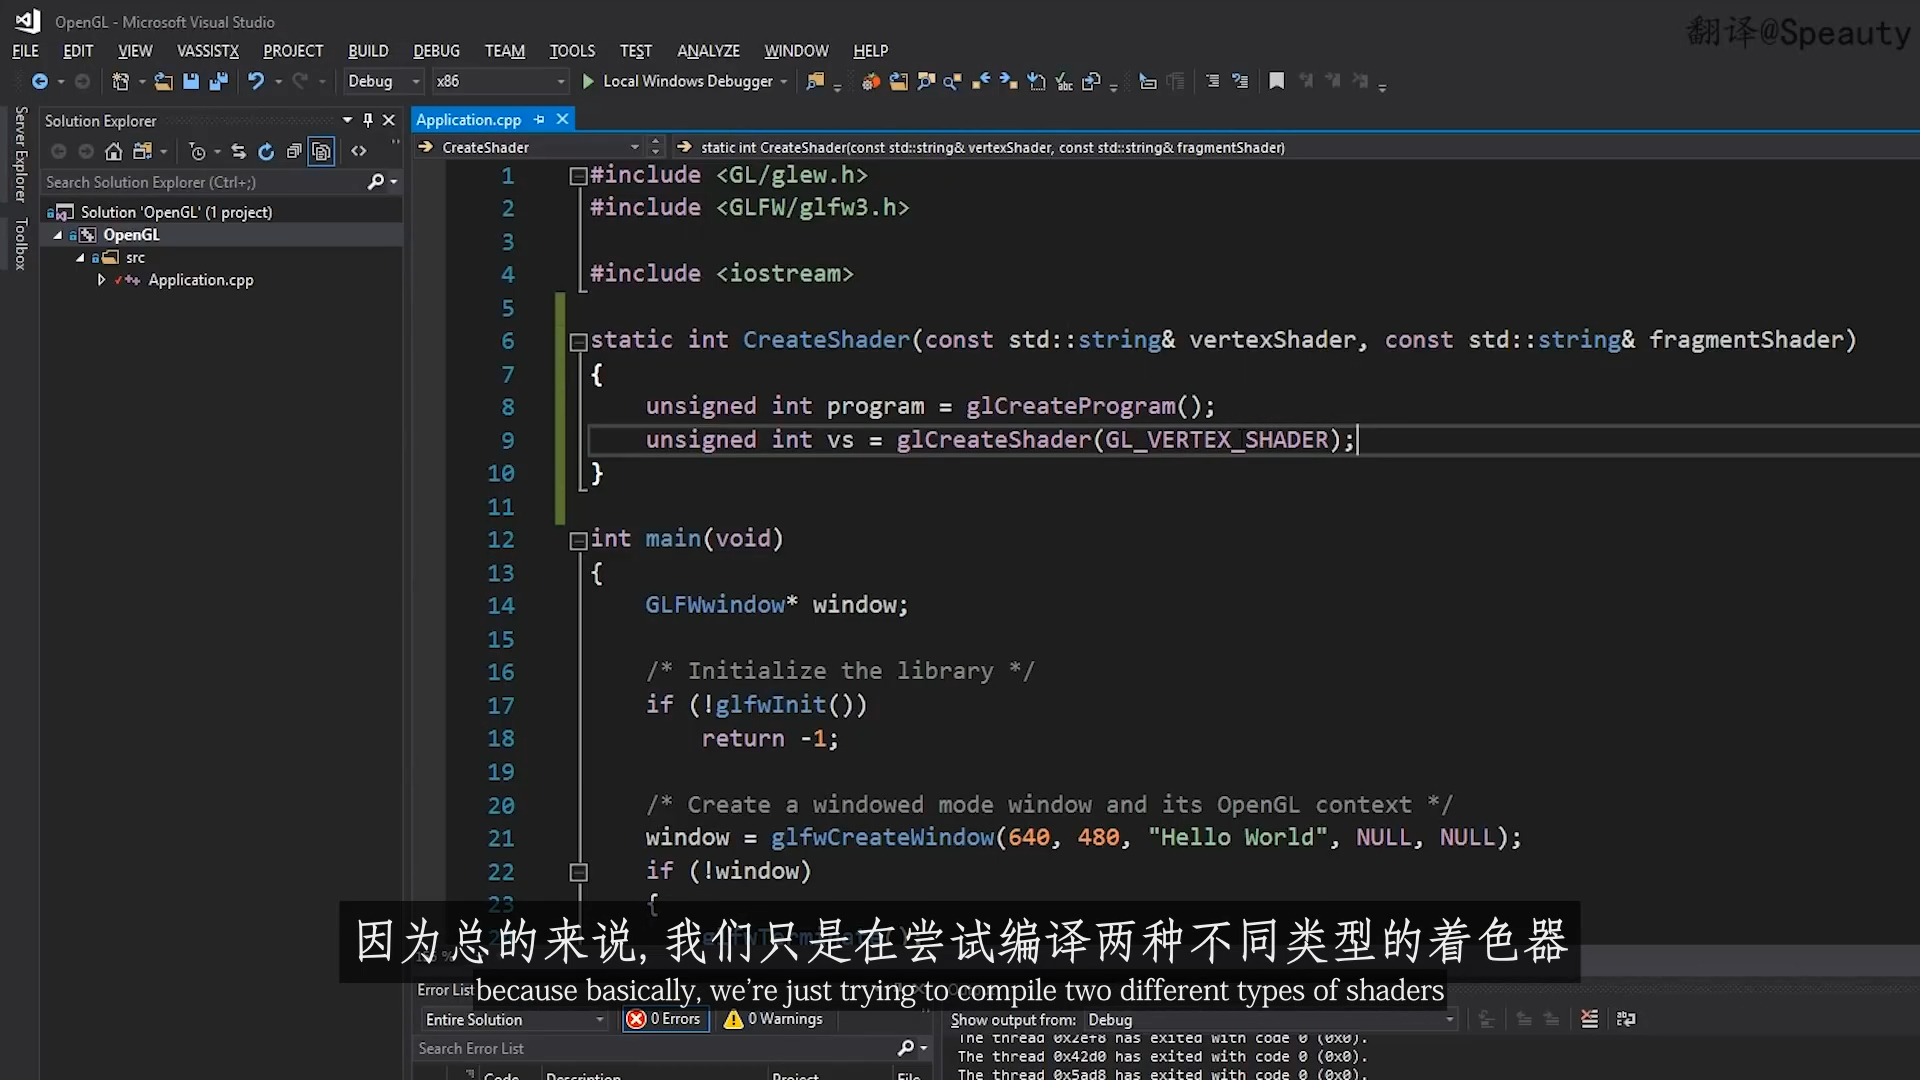 OpenGL - Microsoft Visual Studio
翻译@Speauty
FILE EDIT VIEW VASSISTX PROJECT BUILD DEBUG TEAM TOOLS TEST ANALYZE WINDOW HELP
Debug x86 Local Windows Debugger
Server Explorer
Toolbox
Solution Explorer
Search Solution Explorer (Ctrl+;)
Solution 'OpenGL' (1 project)
OpenGL
src
Application.cpp
Application.cpp
CreateShader static int CreateShader(const std::string& vertexShader, const std::string& fragmentShader)
1 #include <GL/glew.h>
2 #include <GLFW/glfw3.h>
3
4 #include <iostream>
5
6 static int CreateShader(const std::string& vertexShader, const std::string& fragmentShader)
7 {
8 unsigned int program = glCreateProgram();
9 unsigned int vs = glCreateShader(GL_VERTEX_SHADER);
10 }
11
12 int main(void)
13 {
14 GLFWwindow* window;
15
16 /* Initialize the library */
17 if (!glfwInit())
18 return -1;
19
20 /* Create a windowed mode window and its OpenGL context */
21 window = glfwCreateWindow(640, 480, "Hello World", NULL, NULL);
22 if (!window)
23 {
因为总的来说, 我们只是在尝试编译两种不同类型的着色器
because basically, we're just trying to compile two different types of shaders
Error List
Entire Solution 0 Errors 0 Warnings
Search Error List
Code Description Project File
Show output from: Debug
The thread 0x2ef8 has exited with code 0 (0x0).
The thread 0x42d0 has exited with code 0 (0x0).
The thread 0x5ad8 has exited with code 0 (0x0).